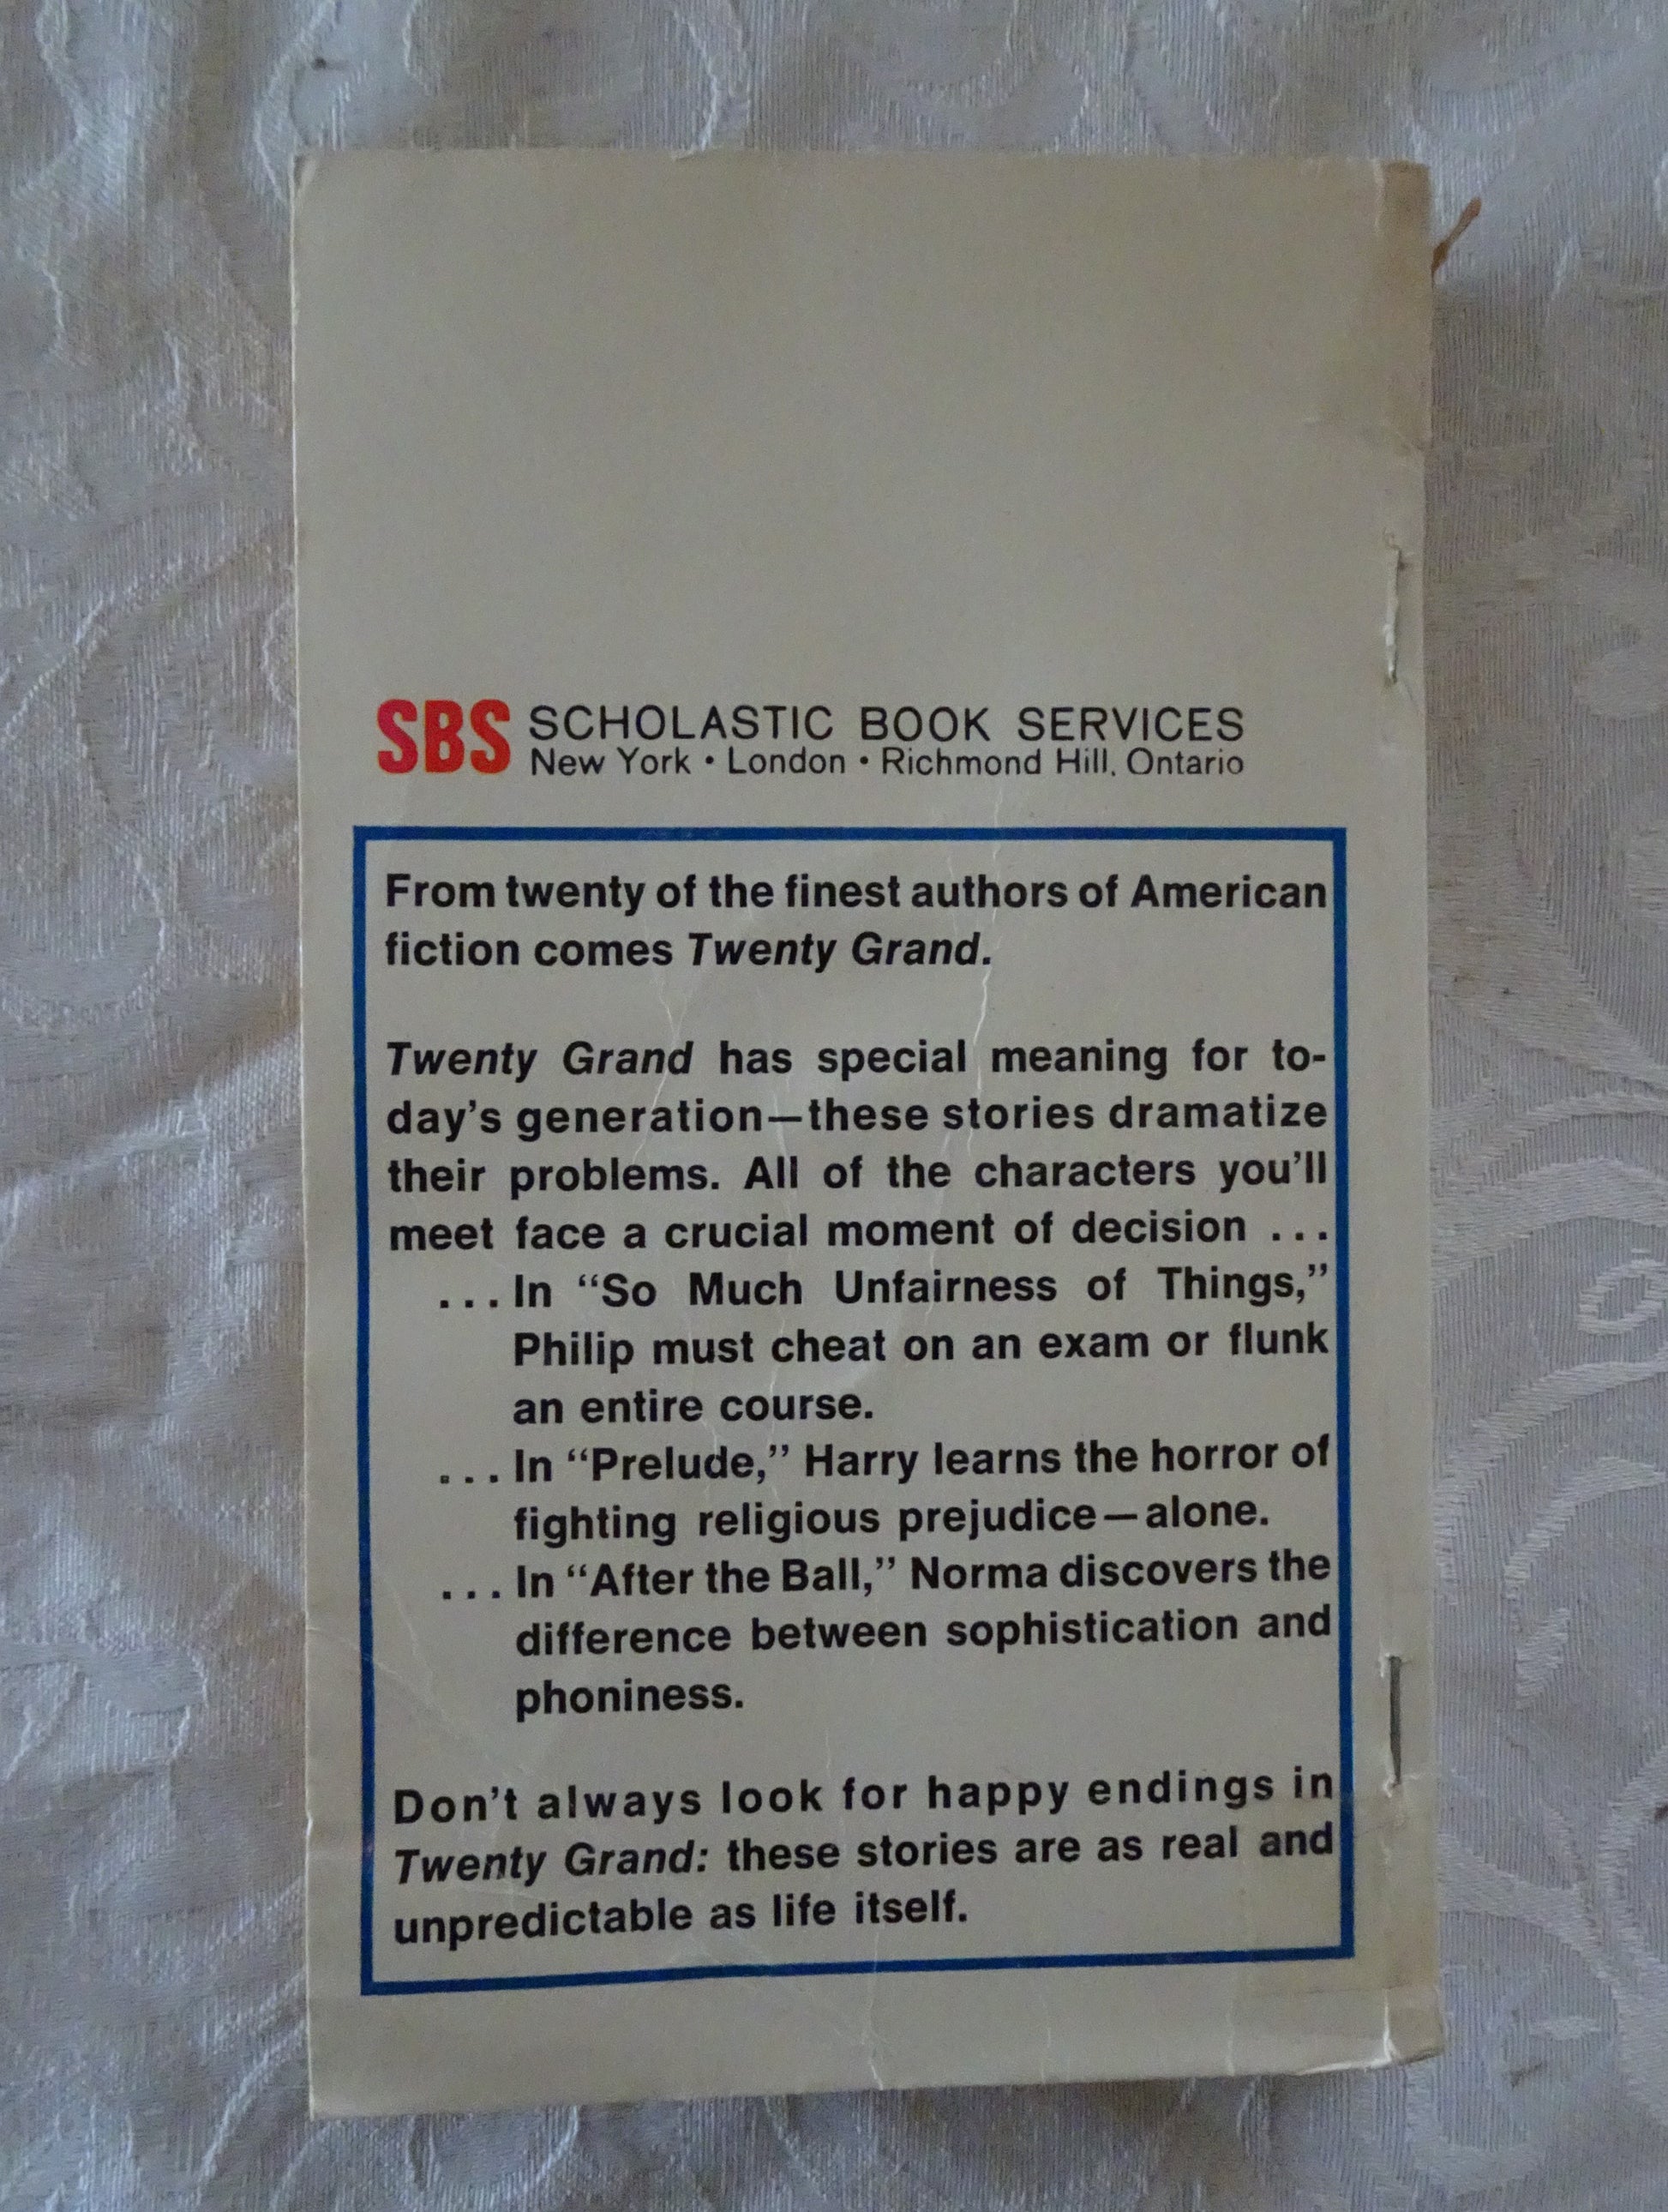 SBS SCHOLASTIC BOOK SERVICES
New York • London • Richmond Hill, Ontario
From twenty of the finest authors of American
fiction comes Twenty Grand.
Twenty Grand has special meaning for to-
day's generation—these stories dramatize
their problems. All of the characters you'll
meet face a crucial moment of decision ...
...In “So Much Unfairness of Things,”
Philip must cheat on an exam or flunk
an entire course.
...In “Prelude,” Harry learns the horror of
fighting religious prejudice—alone.
...In “After the Ball,” Norma discovers the
difference between sophistication and
phoniness.
Don't always look for happy endings in
Twenty Grand: these stories are as real and
unpredictable as life itself.